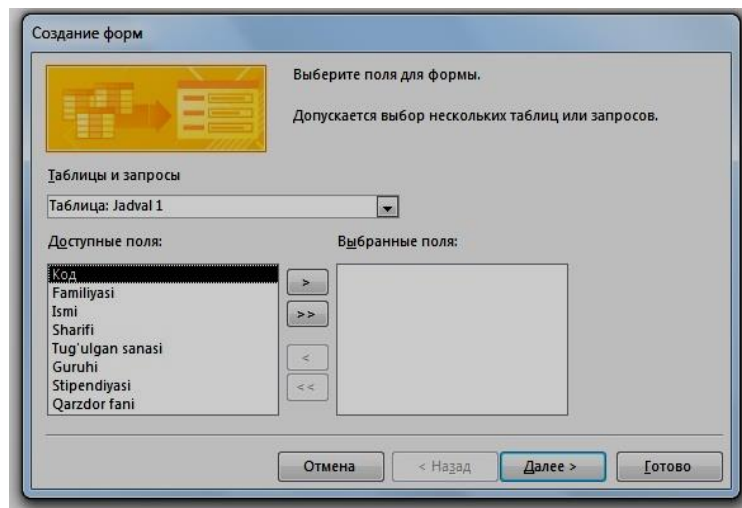 Создание форм
Выберите поля для формы.
Допускается выбор нескольких таблиц или запросов.
Таблицы и запросы
Таблица: Jadval 1
Доступные поля:
Выбранные поля:
Код
Familiyasi
Ismi
Sharifi
Tug'ulgan sanasi
Guruhi
Stipendiyasi
Qarzdor fani
>
>>
<
<<
Отмена
< Назад
Далее >
Готово